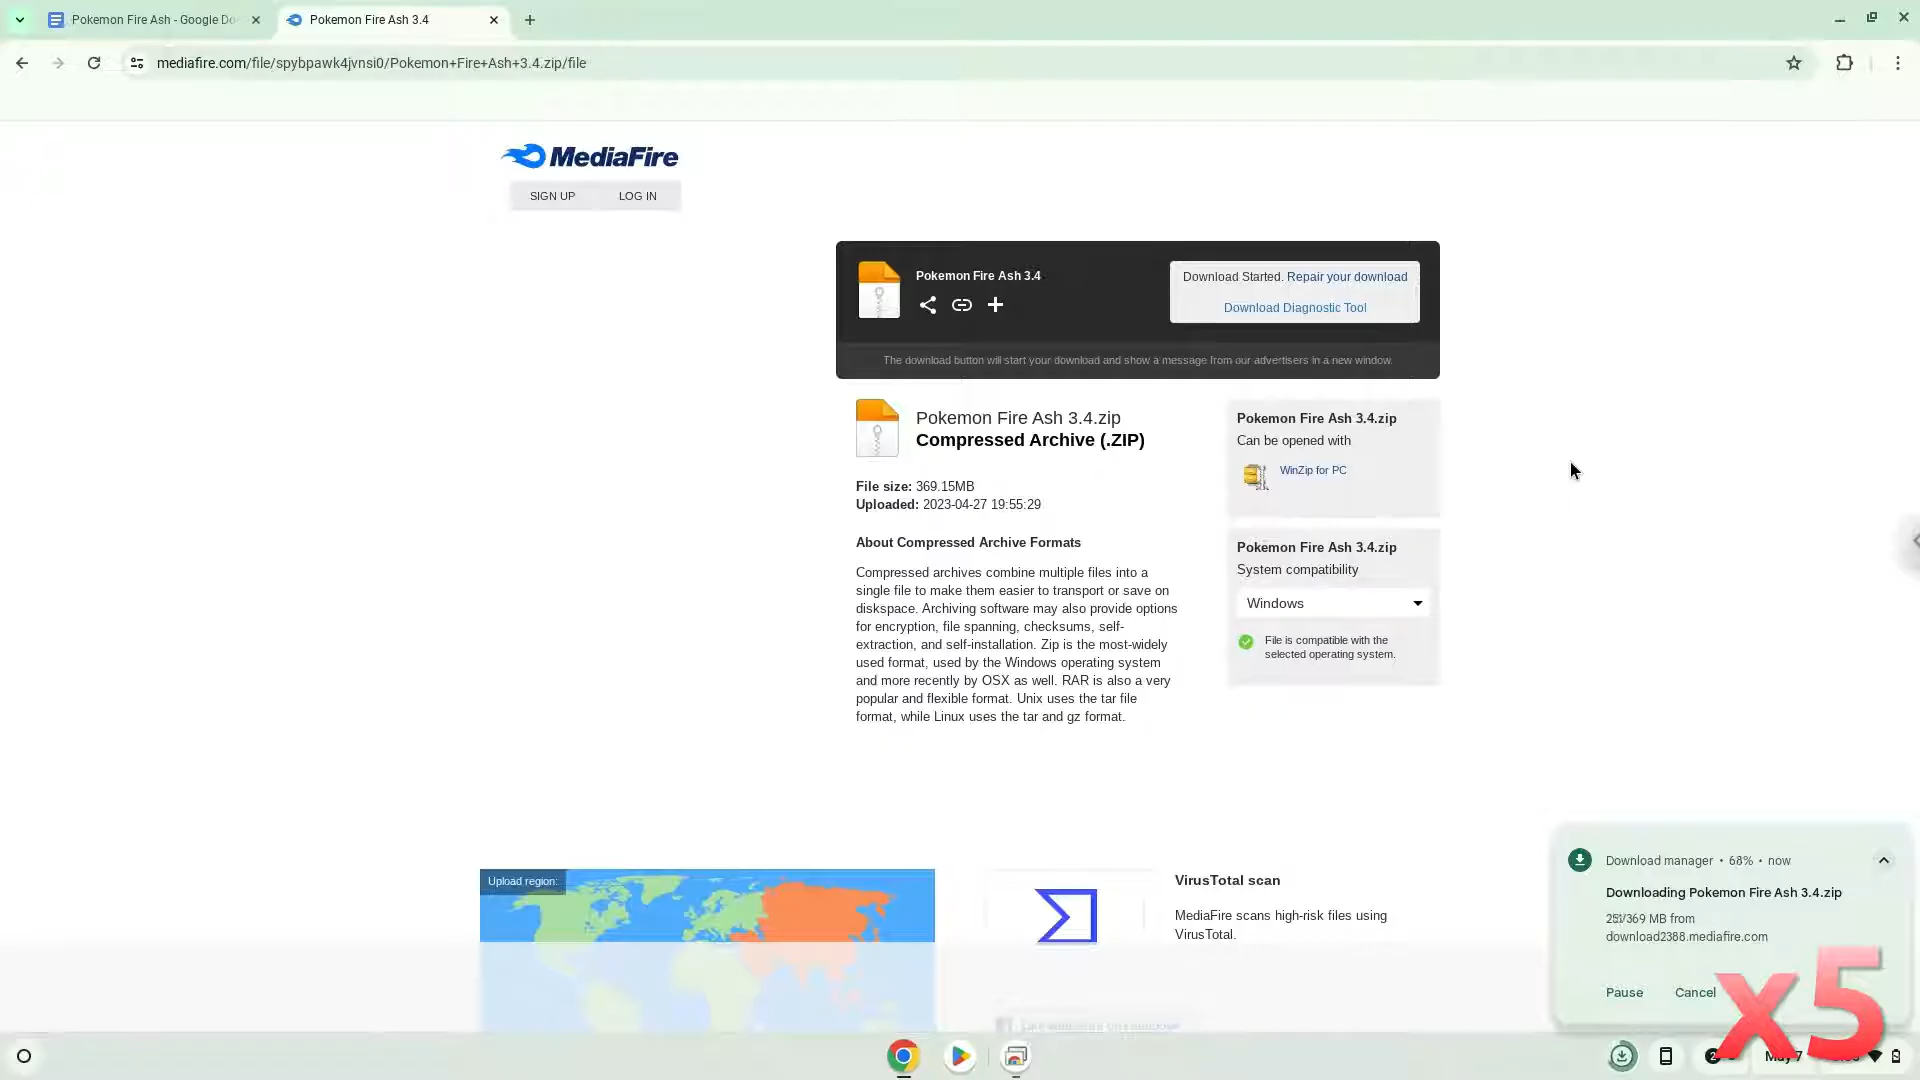 Pokemon Fire Ash - Google Do
Pokemon Fire Ash 3.4
mediafire.com/file/spybpawk4jvnsi0/Pokemon+Fire+Ash+3.4.zip/file
MediaFire
SIGN UP LOG IN
Pokemon Fire Ash 3.4
Download Started. Repair your download
Download Diagnostic Tool
The download button will start your download and show a message from our advertisers in a new window.
Pokemon Fire Ash 3.4.zip
Compressed Archive (.ZIP)
File size: 369.15MB
Uploaded: 2023-04-27 19:55:29
About Compressed Archive Formats
Compressed archives combine multiple files into a
single file to make them easier to transport or save on
diskspace. Archiving software may also provide options
for encryption, file spanning, checksums, self-
extraction, and self-installation. Zip is the most-widely
used format, used by the Windows operating system
and more recently by OSX as well. RAR is also a very
popular and flexible format. Unix uses the tar file
format, while Linux uses the tar and gz format.
Pokemon Fire Ash 3.4.zip
Can be opened with
WinZip for PC
Pokemon Fire Ash 3.4.zip
System compatibility
Windows
File is compatible with the
selected operating system.
Upload region:
VirusTotal scan
MediaFire scans high-risk files using
VirusTotal.
Download manager • 68% • now
Downloading Pokemon Fire Ash 3.4.zip
/369 MB from
download2388.mediafire.com
Pause Cancel
x5
May 7